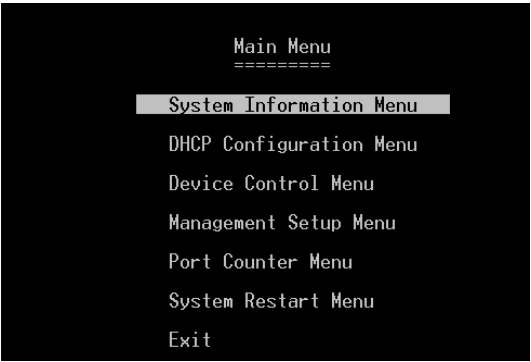 Main Menu
=========
System Information Menu
DHCP Configuration Menu
Device Control Menu
Management Setup Menu
Port Counter Menu
System Restart Menu
Exit